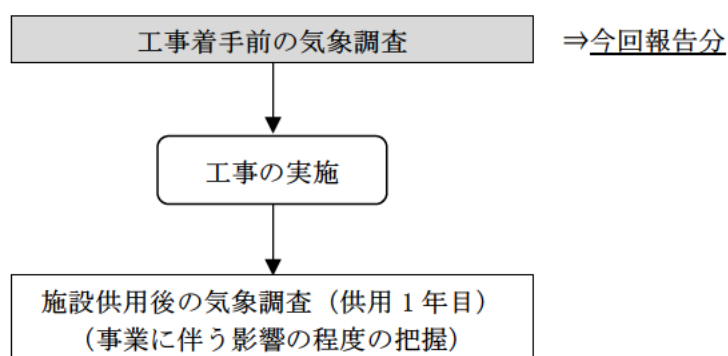 工事着手前の気象調査 ⇒今回報告分
工事の実施
施設供用後の気象調査（供用 1 年目）
（事業に伴う影響の程度の把握）